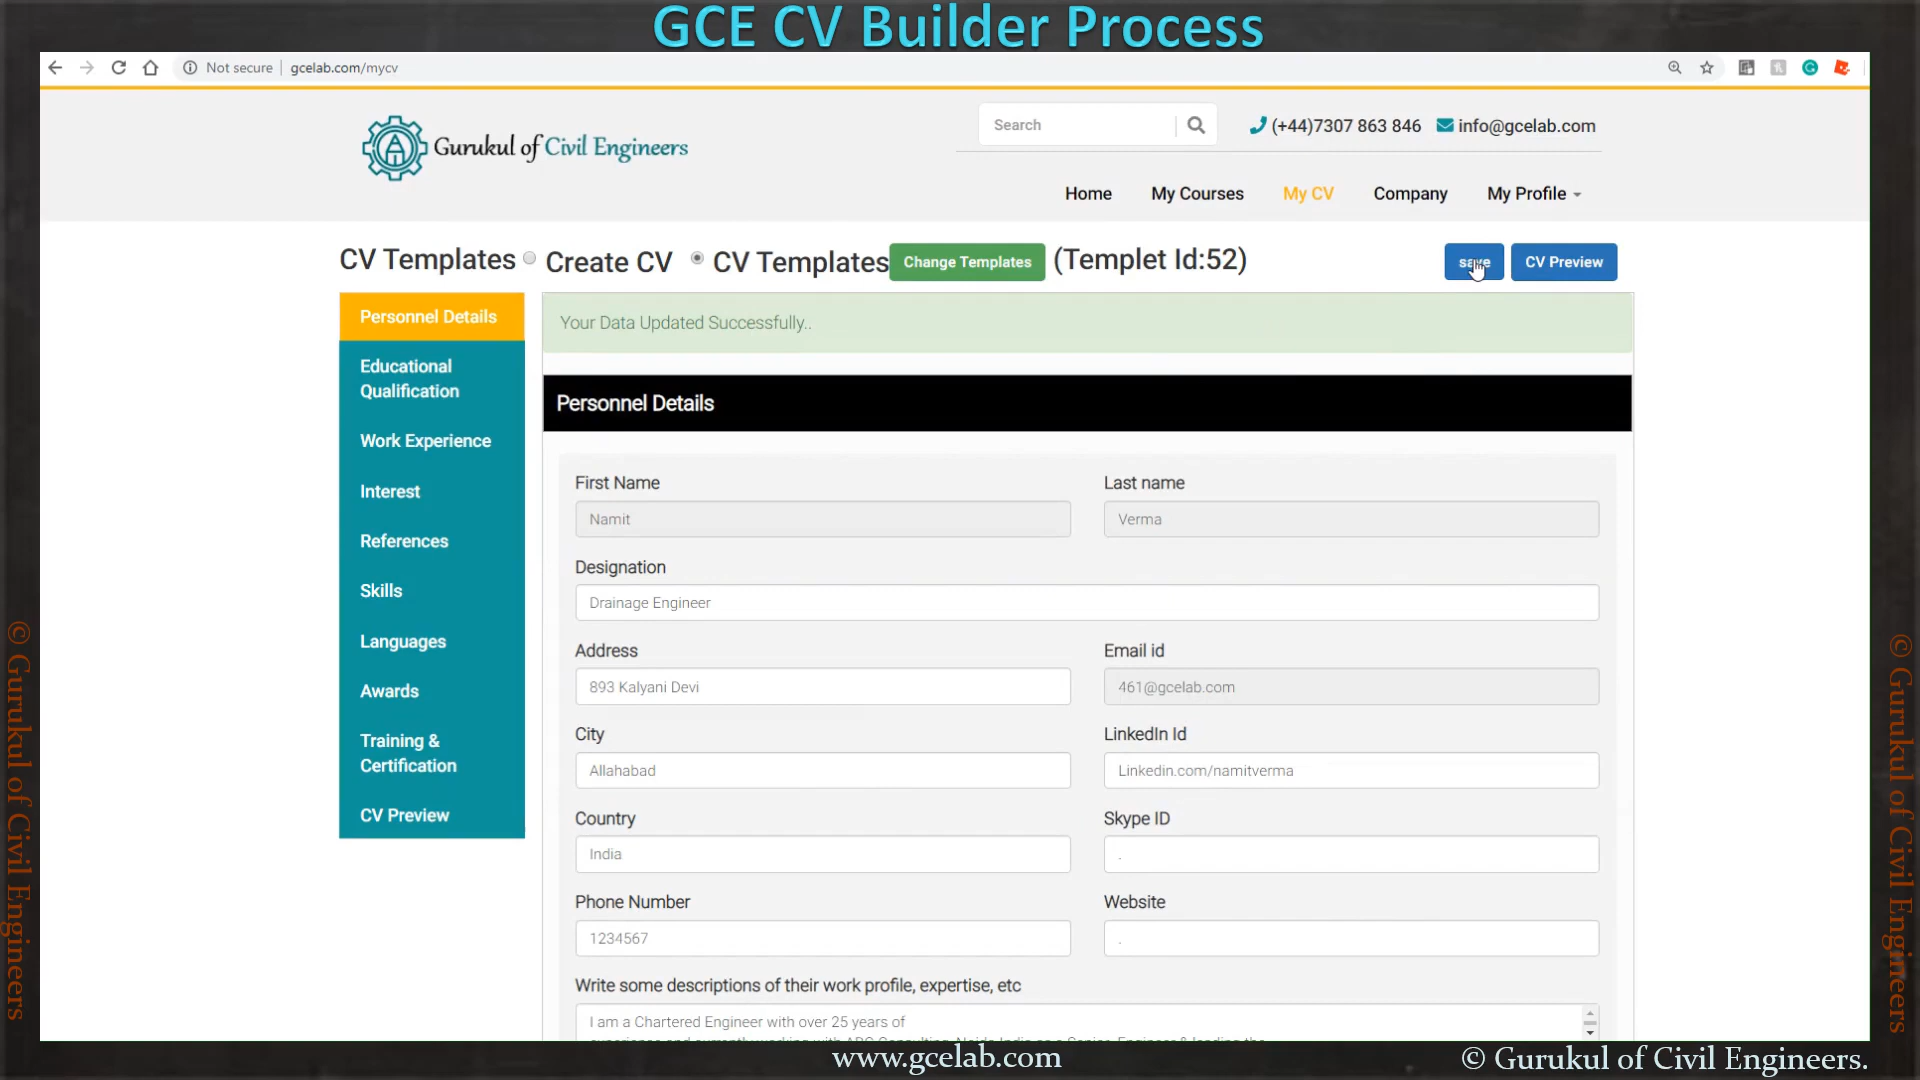 GCE CV Builder Process
Not secure | gcelab.com/mycv
Search
(+44)7307 863 846 info@gcelab.com
Gurukul of Civil Engineers
Home My Courses My CV Company My Profile
CV Templates Create CV CV Templates Change Templates (Templet Id:52) save CV Preview
Personnel Details
Educational
Qualification
Work Experience
Interest
References
Skills
Languages
Awards
Training &
Certification
CV Preview
Your Data Updated Successfully..
Personnel Details
First Name Last name
Namit Verma
Designation
Drainage Engineer
Address Email id
893 Kalyani Devi 461@gcelab.com
City LinkedIn Id
Allahabad Linkedin.com/namitverma
Country Skype ID
India .
Phone Number Website
1234567 .
Write some descriptions of their work profile, expertise, etc
I am a Chartered Engineer with over 25 years of
© Gurukul of Civil Engineers
© Gurukul of Civil Engineers
www.gcelab.com
© Gurukul of Civil Engineers.